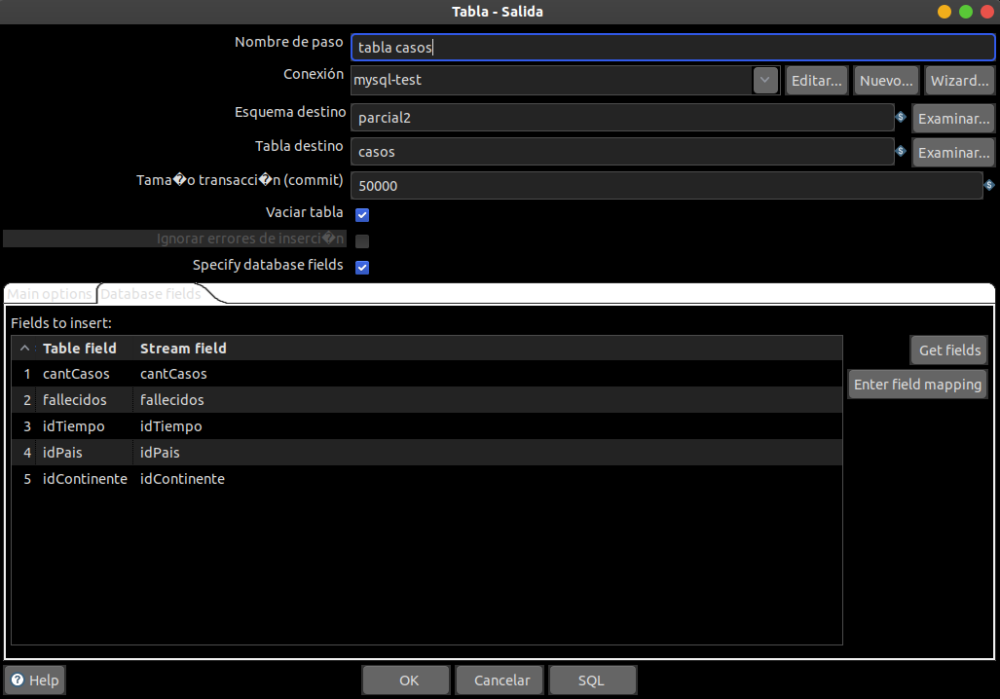 Tabla - Salida
Nombre de paso tabla casos
Conexión mysql-test Editar... Nuevo... Wizard...
Esquema destino parcial2 Examinar...
Tabla destino casos Examinar...
Tama�o transacci�n (commit) 50000
Vaciar tabla
Ignorar errores de inserci�n
Specify database fields
Main options Database fields
Fields to insert:
Table field Stream field Get fields
1 cantCasos cantCasos
Enter field mapping
2 fallecidos fallecidos
3 idTiempo idTiempo
4 idPais idPais
5 idContinente idContinente
Help OK Cancelar SQL